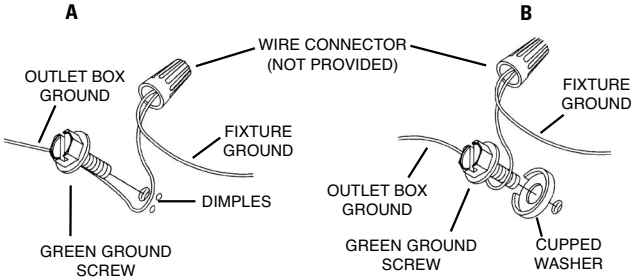 A
B
WIRE CONNECTOR
(NOT PROVIDED)
OUTLET BOX
GROUND
FIXTURE
GROUND
DIMPLES
GREEN GROUND
SCREW
FIXTURE
GROUND
OUTLET BOX
GROUND
GREEN GROUND
SCREW
CUPPED
WASHER